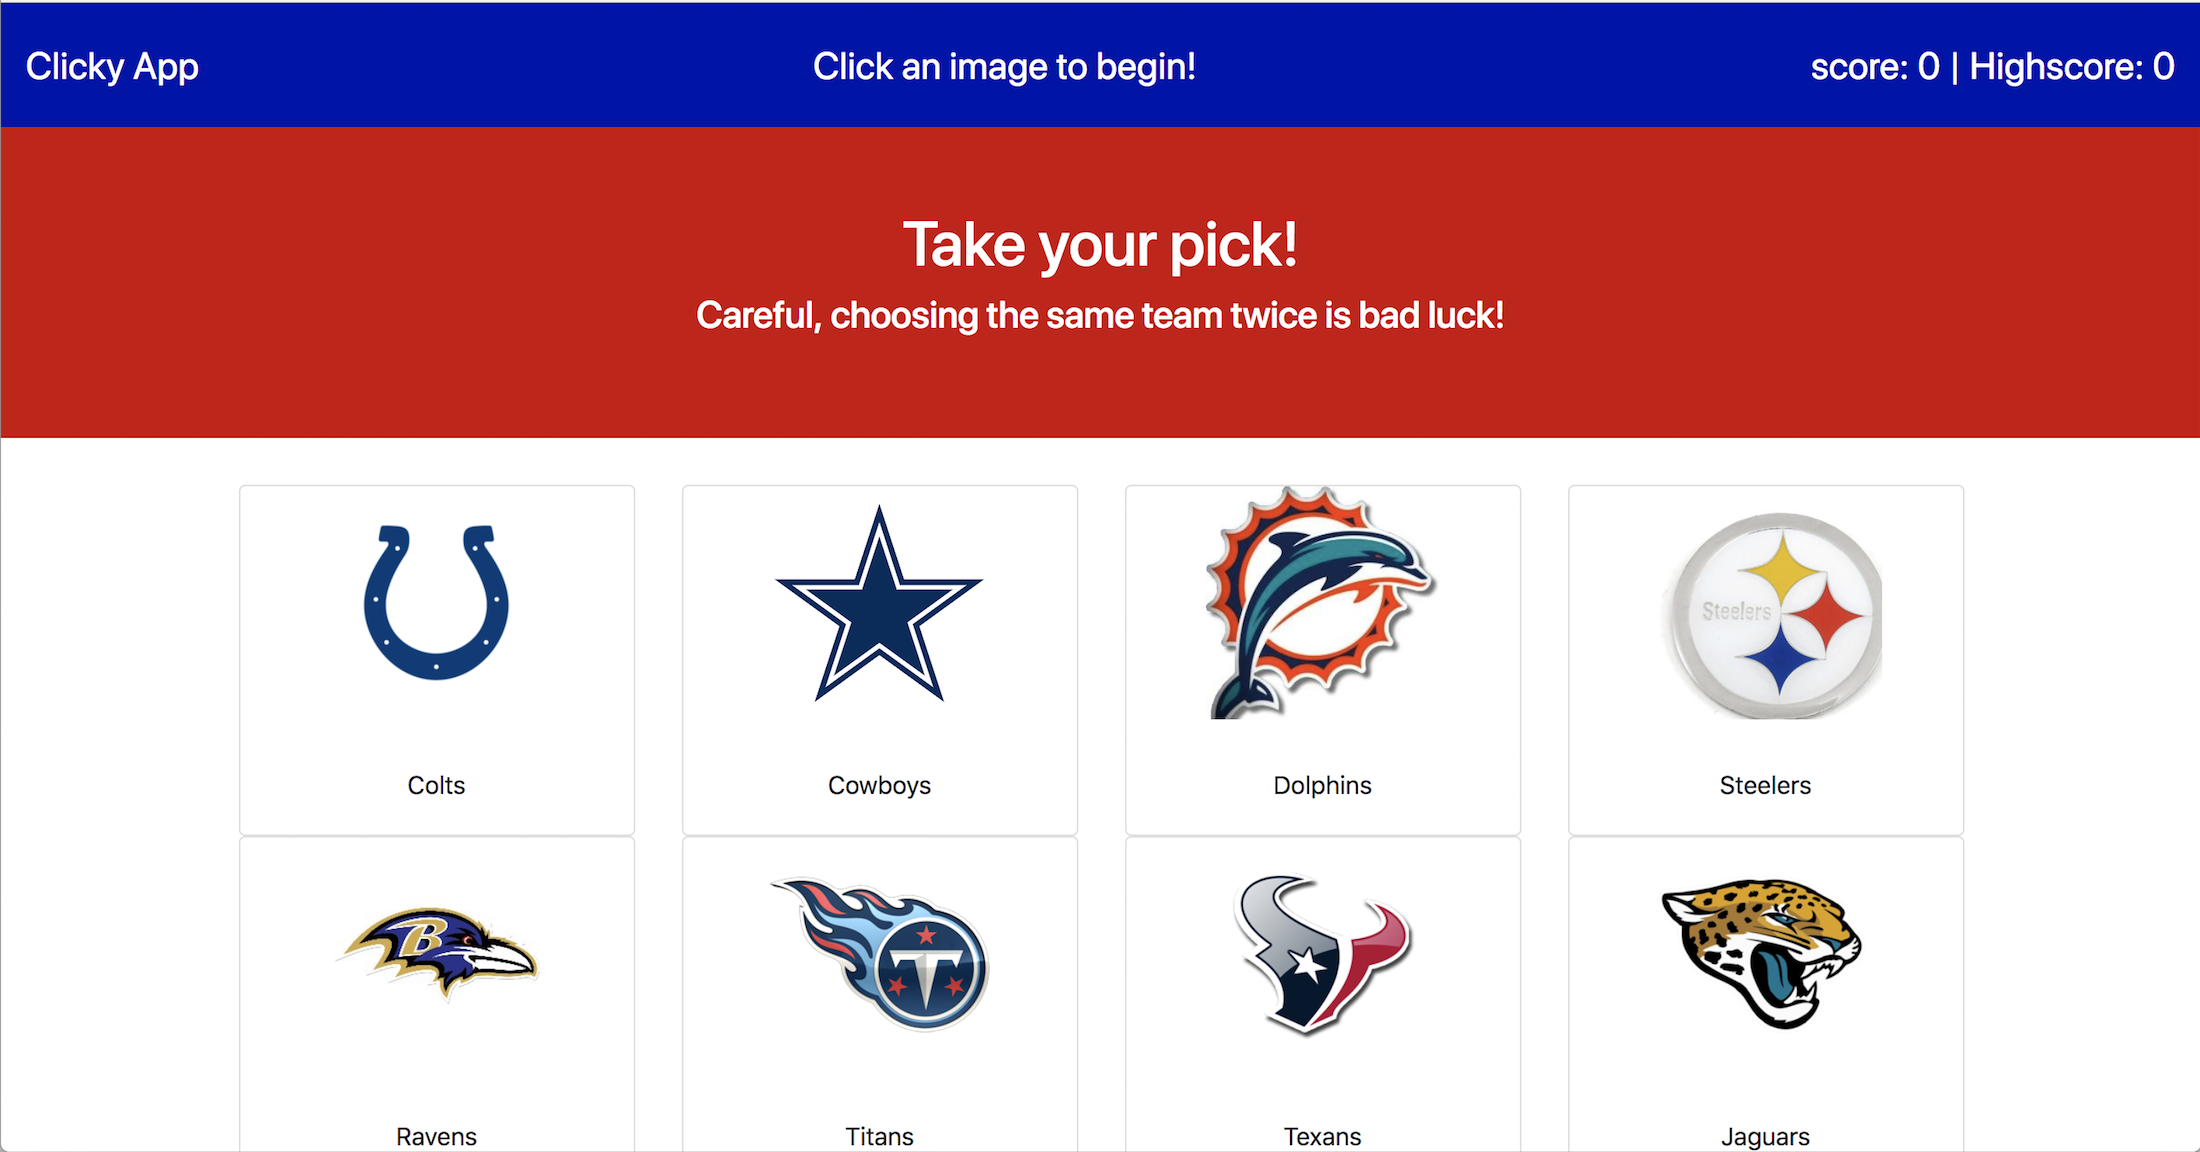 Clicky App
Click an image to begin!
score: 0 | Highscore: 0
Take your pick!
Careful, choosing the same team twice is bad luck!
Steelers
Colts
Cowboys
Dolphins
Steelers
B
T
Ravens
Titans
Texans
Jaguars